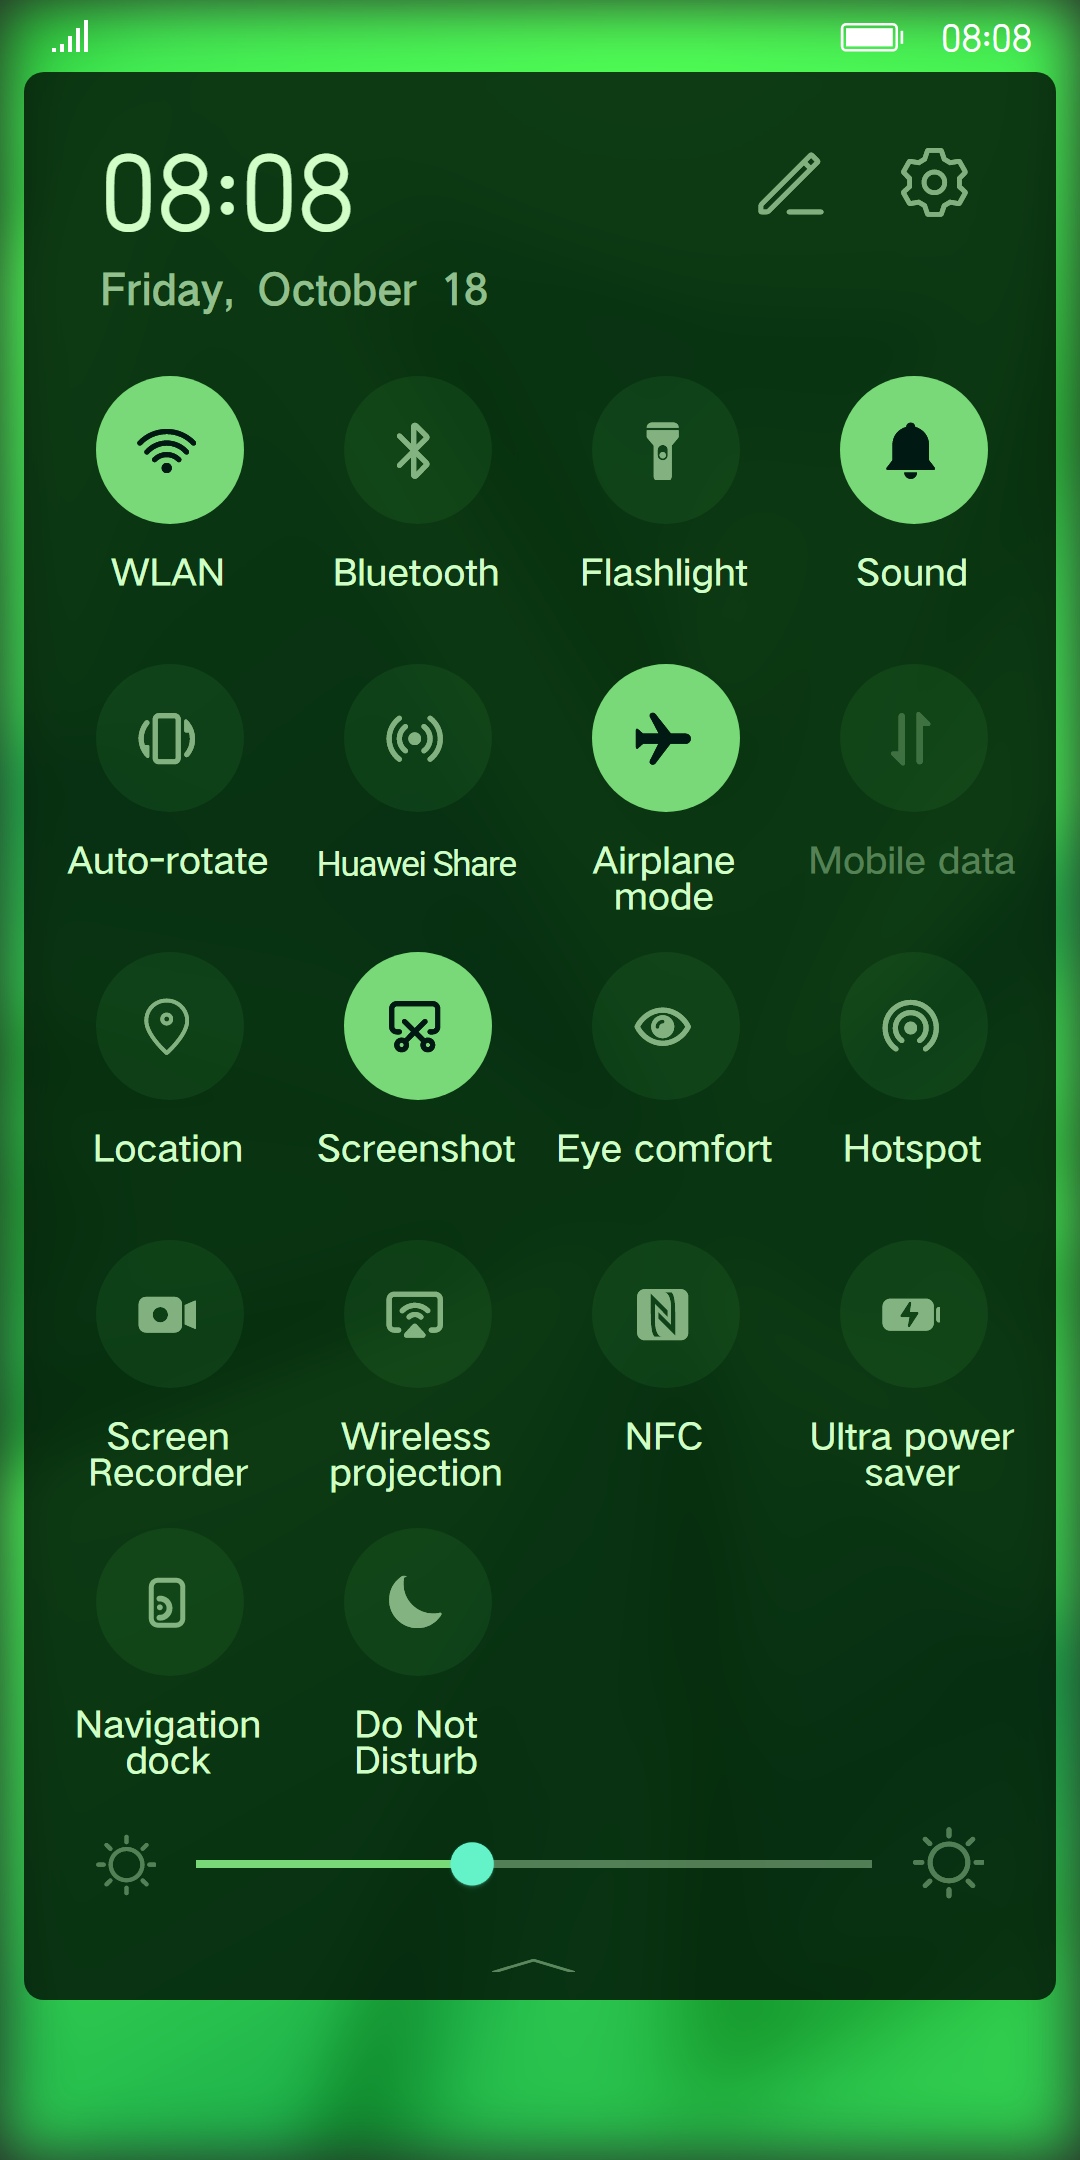 08:08
08:08
Friday, October 18
WLAN
Bluetooth
Flashlight
Sound
Auto-rotate
Huawei Share
Airplane
mode
Mobile data
Location
Screenshot
Eye comfort
Hotspot
Screen
Recorder
Wireless
projection
NFC
Ultra power
saver
Navigation
dock
Do Not
Disturb